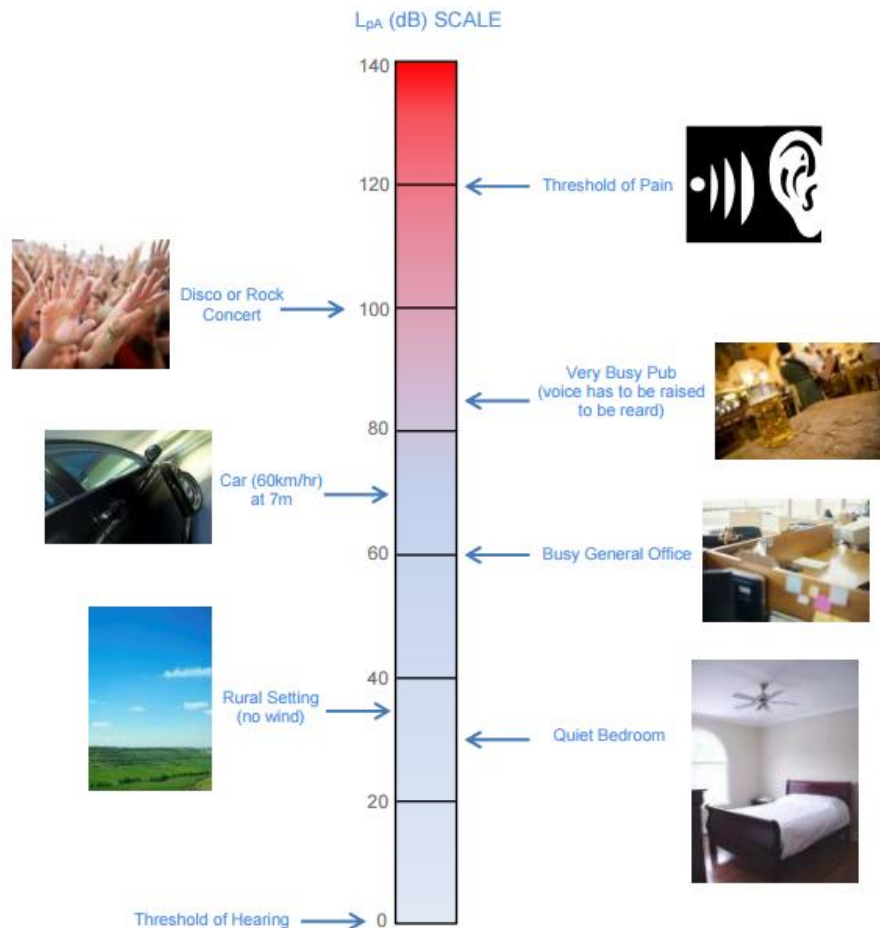 LpA (dB) SCALE
140
120
Threshold of Pain
Disco or Rock
Concert
100
Very Busy Pub
(voice has to be raised
to be reard)
80
Car (60km/hr)
at 7m
60
Busy General Office
40
Rural Setting
(no wind)
Quiet Bedroom
20
Threshold of Hearing
0